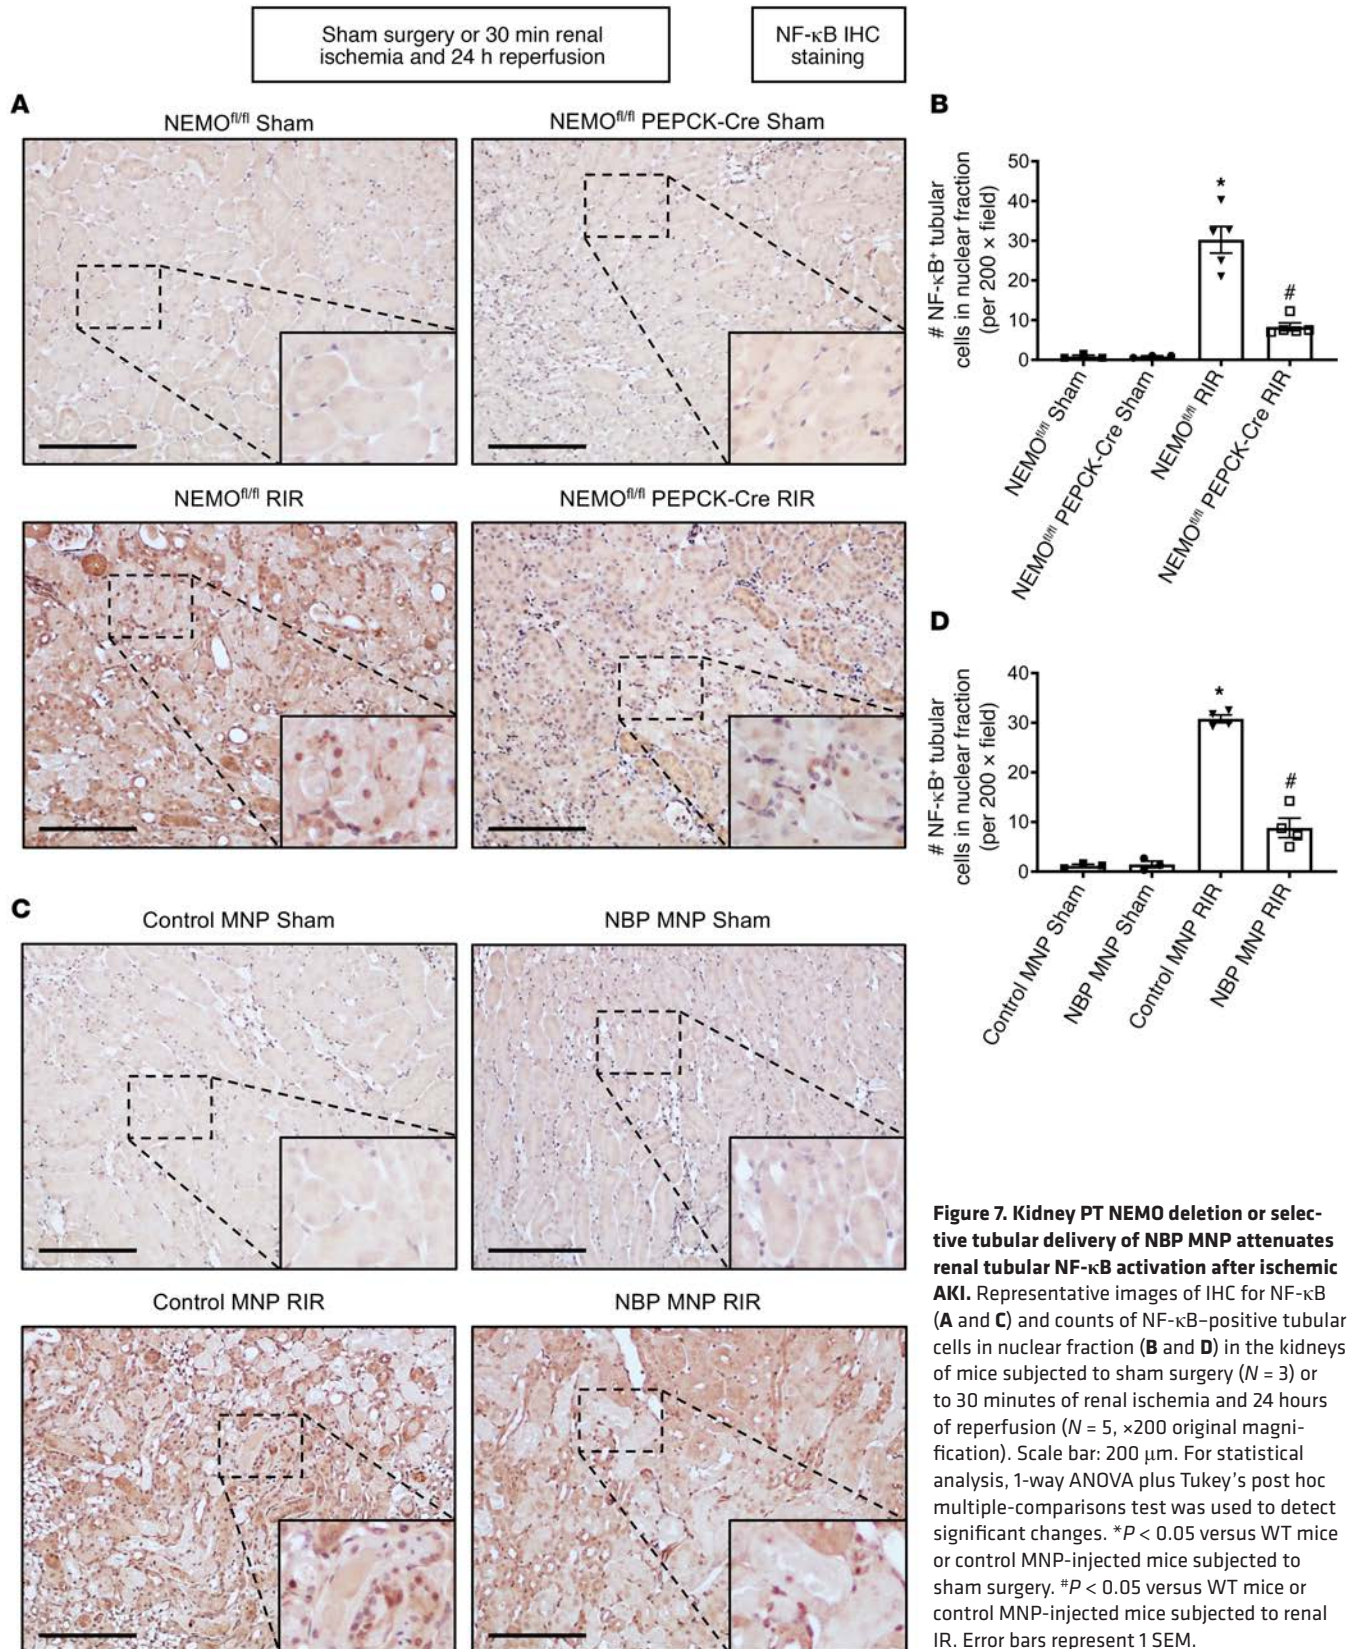 Sham surgery or 30 min renal
ischemia and 24 h reperfusion
NF-κB IHC
staining
A
NEMOfl/fl Sham
NEMOfl/fl PEPCK-Cre Sham
NEMOfl/fl RIR
NEMOfl/fl PEPCK-Cre RIR
B
# NF-κB+ tubular
cells in nuclear fraction
(per 200 × field)
50
40
30
20
10
0
*
#
NEMOfl/fl Sham
NEMOfl/fl PEPCK-Cre Sham
NEMOfl/fl RIR
NEMOfl/fl PEPCK-Cre RIR
C
Control MNP Sham
NBP MNP Sham
Control MNP RIR
NBP MNP RIR
D
# NF-κB+ tubular
cells in nuclear fraction
(per 200 × field)
40
30
20
10
0
*
#
Control MNP Sham
NBP MNP Sham
Control MNP RIR
NBP MNP RIR
Figure 7. Kidney PT NEMO deletion or selec-
tive tubular delivery of NBP MNP attenuates
renal tubular NF-κB activation after ischemic
AKI. Representative images of IHC for NF-κB
(A and C) and counts of NF-κB–positive tubular
cells in nuclear fraction (B and D) in the kidneys
of mice subjected to sham surgery (N = 3) or
to 30 minutes of renal ischemia and 24 hours
of reperfusion (N = 5, ×200 original magni-
fication). Scale bar: 200 μm. For statistical
analysis, 1-way ANOVA plus Tukey's post hoc
multiple-comparisons test was used to detect
significant changes. *P < 0.05 versus WT mice
or control MNP-injected mice subjected to
sham surgery. #P < 0.05 versus WT mice or
control MNP-injected mice subjected to renal
IR. Error bars represent 1 SEM.